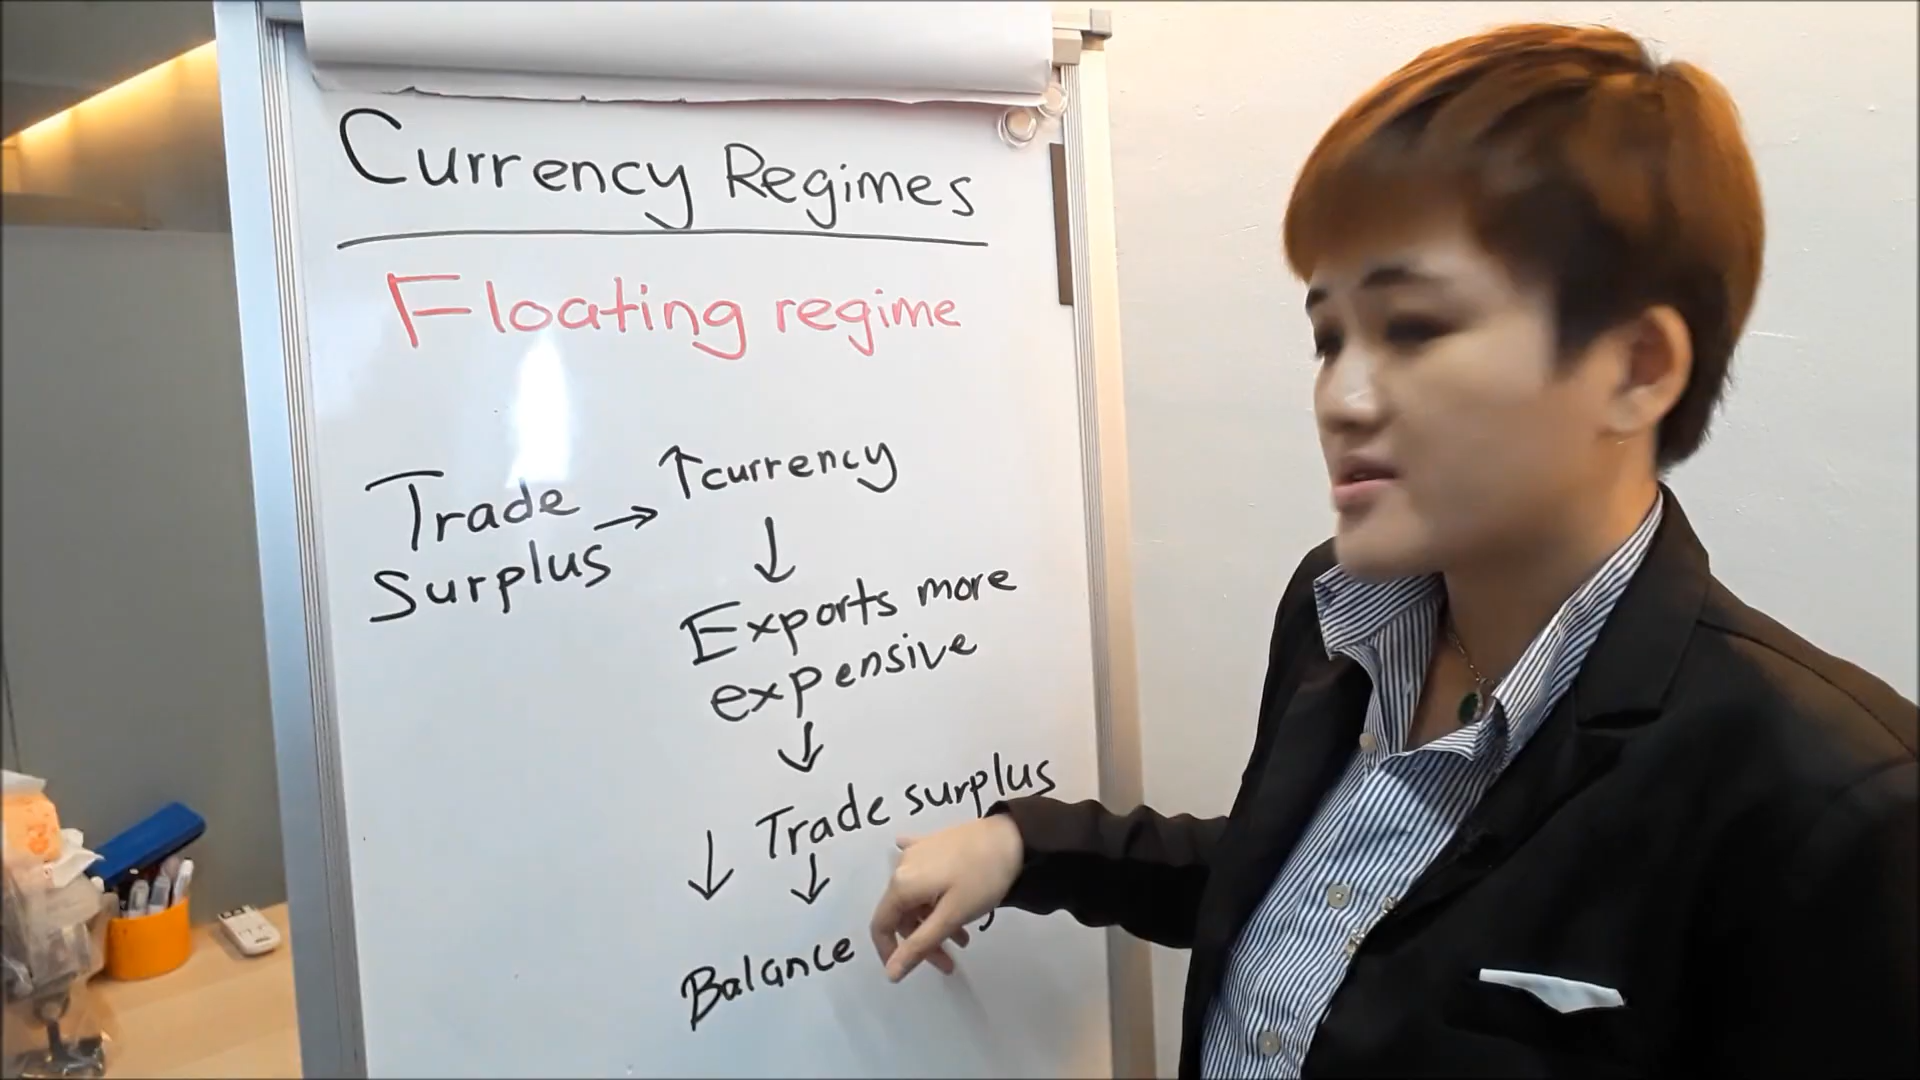 Currency Regimes
Floating regime
Trade
Surplus → ↑currency
↓
Exports more
expensive
↓
↓ Trade surplus
↓
Balance